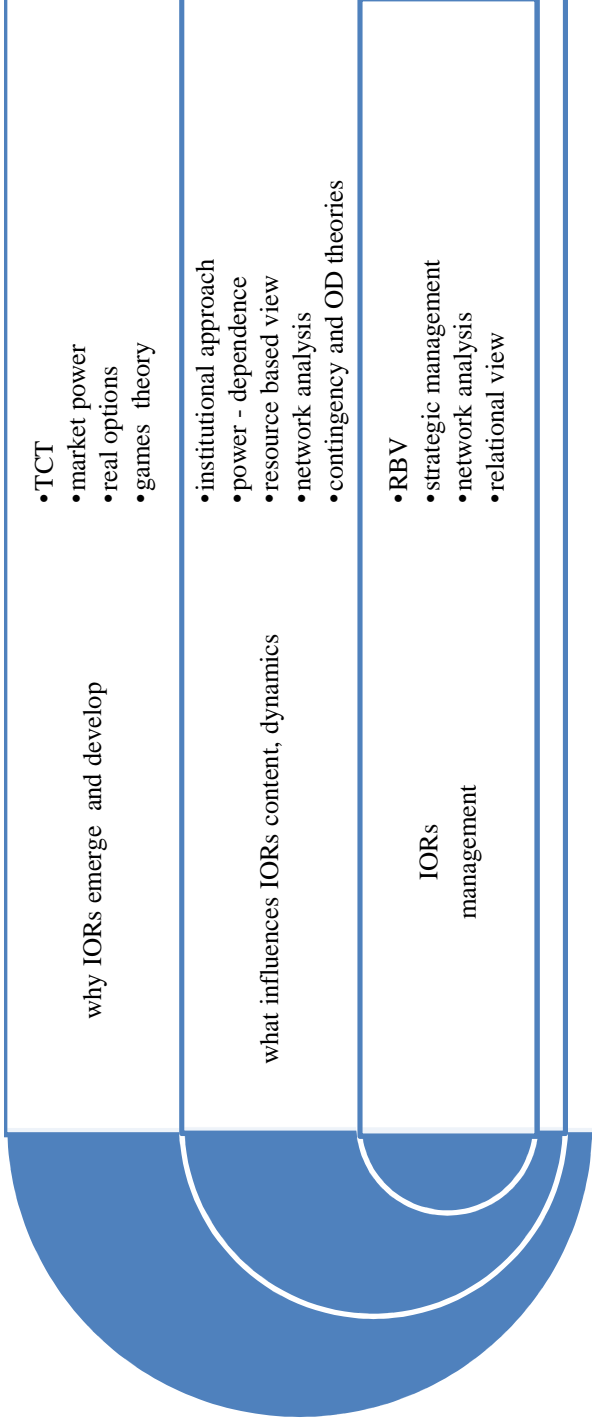 why IORs emerge and develop
•TCT
•market power
•real options
•games theory
what influences IORs content, dynamics
•institutional approach
•power - dependence
•resource based view
•network analysis
•contingency and OD theories
IORs
management
•RBV
•strategic management
•network analysis
•relational view